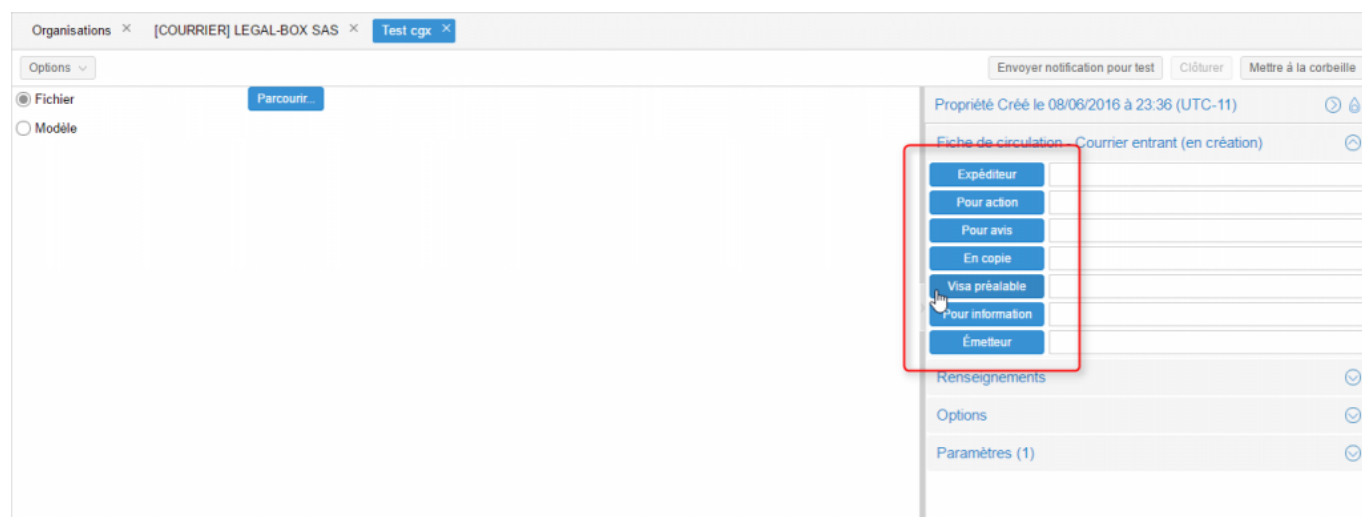 Organisations × [COURRIER] LEGAL-BOX SAS × Test cgx ×
Options Envoyer notification pour test Clôturer Mettre à la corbeille
Fichier Parcourir...
Modèle
Propriété Créé le 08/06/2016 à 23:36 (UTC-11)
Fiche de circulation - Courrier entrant (en création)
Expéditeur
Pour action
Pour avis
En copie
Visa préalable
Pour information
Émetteur
Renseignements
Options
Paramètres (1)